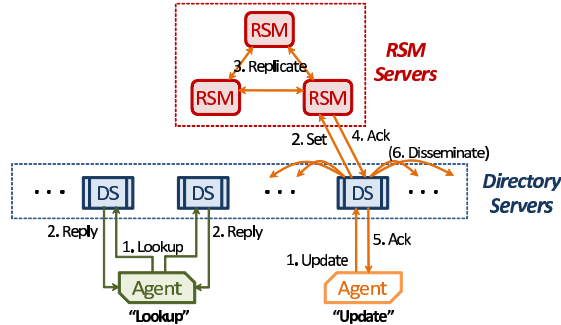 RSM
RSM
Servers
3. Replicate
RSM
RSM
2. Set
4. Ack
(6. Disseminate)
• • •
DS
DS
• • •
DS
• • •
Directory
Servers
2. Reply
1. Lookup
2. Reply
1. Update
5. Ack
Agent
Agent
“Lookup”
“Update”